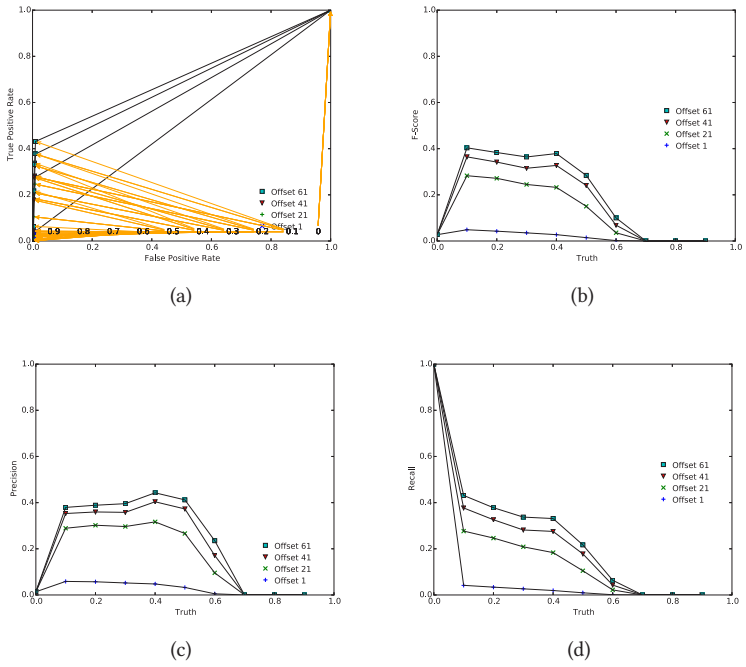 1.0
0.8
0.6
0.4
0.2
0.0
True Positive Rate
Offset 61
Offset 41
Offset 21
Offset 1
0.9 0.8 0.7 0.6 0.5 0.4 0.3 0.2 0.1 0
0.2 0.4 0.6 0.8 1.0
False Positive Rate
(a)
1.0
0.8
0.6
0.4
0.2
0.0
F-Score
Offset 61
Offset 41
Offset 21
Offset 1
0.0 0.2 0.4 0.6 0.8 1.0
Truth
(b)
1.0
0.8
0.6
0.4
0.2
0.0
Precision
Offset 61
Offset 41
Offset 21
Offset 1
0.0 0.2 0.4 0.6 0.8 1.0
Truth
(c)
1.0
0.8
0.6
0.4
0.2
0.0
Recall
Offset 61
Offset 41
Offset 21
Offset 1
0.0 0.2 0.4 0.6 0.8 1.0
Truth
(d)